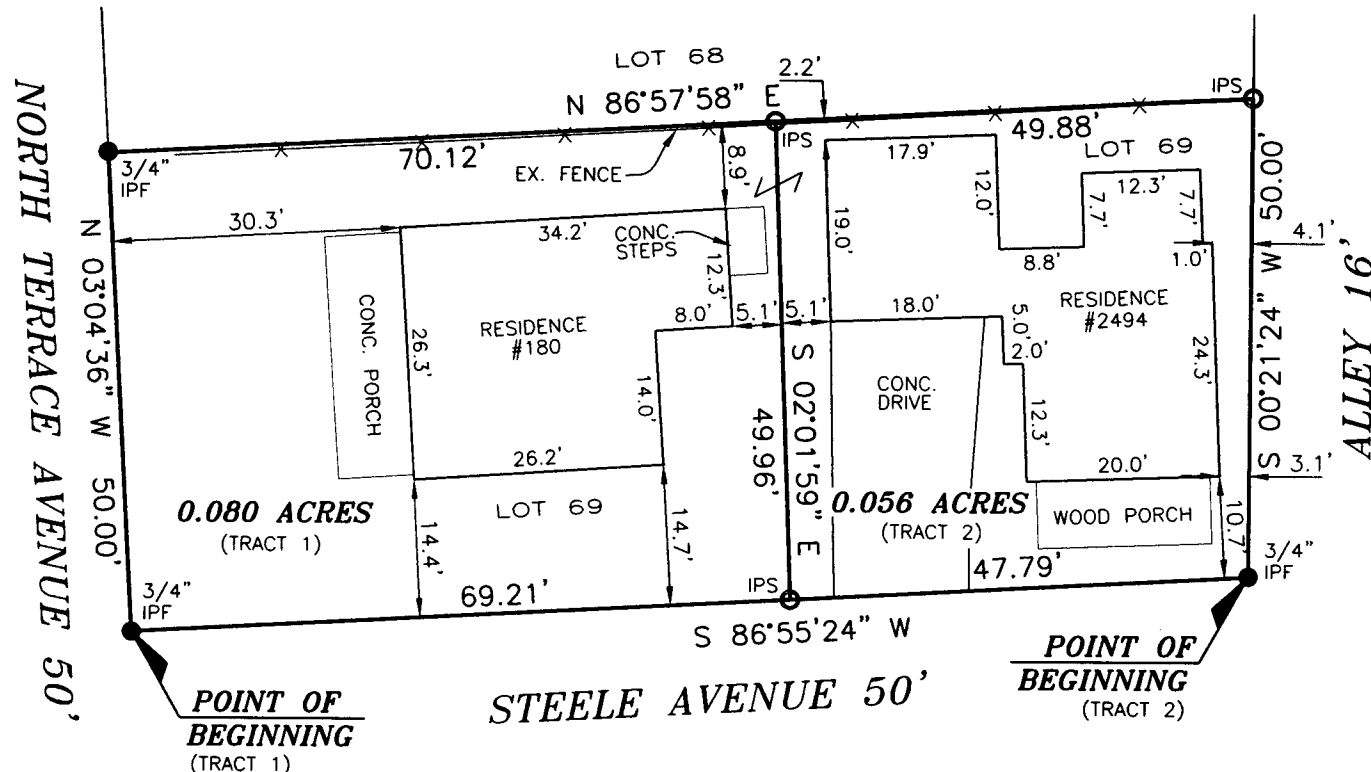 LOT 68
2.2'
N 86°57'58" E
IPS
70.12'
IPS
49.88'
3/4"
IPF
EX. FENCE
8.9'
17.9'
LOT 69
12.3'
50.00'
NORTH TERRACE AVENUE 50'
N 03°04'36" W 50.00'
30.3'
34.2'
CONC.
STEPS
12.3'
19.0'
12.0'
7.7'
7.7'
8.8'
1.0'
4.1'
CONC. PORCH
26.3'
RESIDENCE
#180
8.0'
5.1'
5.1'
18.0'
5.0'
2.0'
RESIDENCE
#2494
24.3'
S 00°21'24" W
ALLEY 16'
14.0'
S 02°01'59" E
49.96'
CONC.
DRIVE
12.3'
26.2'
20.0'
3.1'
0.080 ACRES
(TRACT 1)
LOT 69
0.056 ACRES
(TRACT 2)
WOOD PORCH
14.4'
14.7'
10.7'
3/4"
IPF
69.21'
IPS
47.79'
3/4"
IPF
S 86°55'24" W
POINT OF
BEGINNING
(TRACT 1)
STEELE AVENUE 50'
POINT OF
BEGINNING
(TRACT 2)